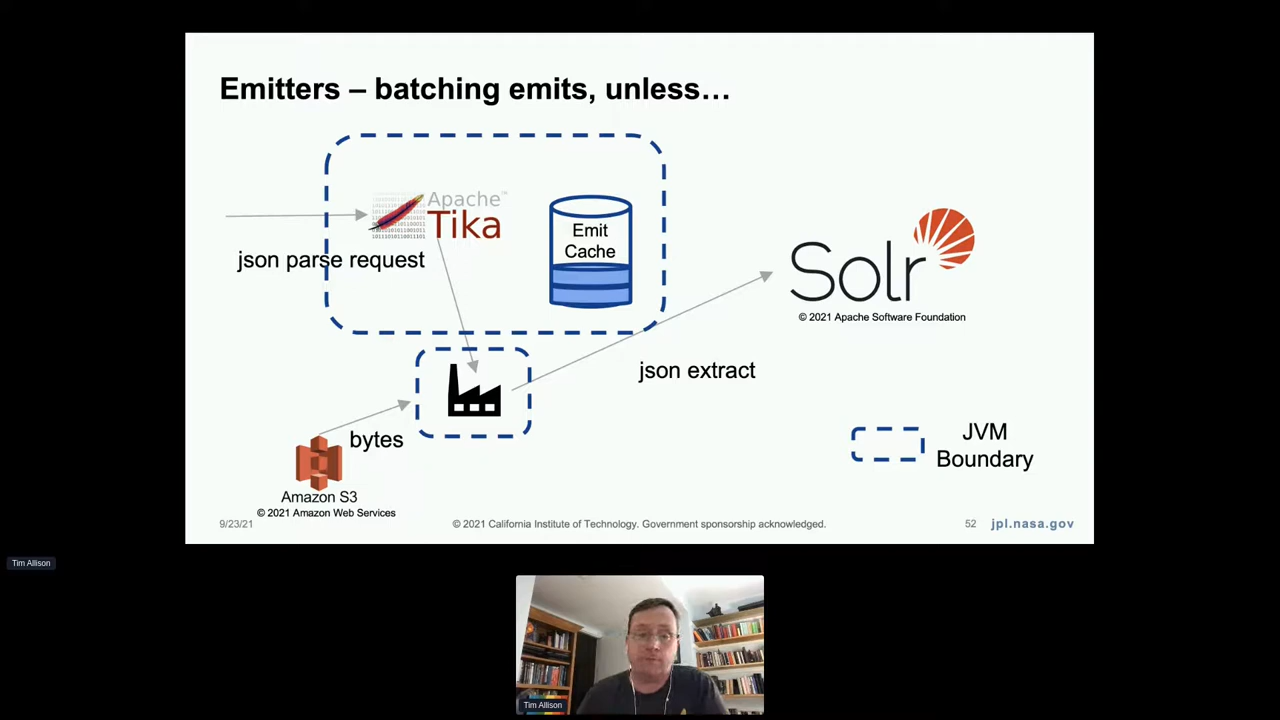 Emitters – batching emits, unless…
Apache™
Tika
Emit
Cache
json parse request
Solr
© 2021 Apache Software Foundation
json extract
bytes
JVM
Boundary
Amazon S3
© 2021 Amazon Web Services
9/23/21
© 2021 California Institute of Technology. Government sponsorship acknowledged.
52
jpl.nasa.gov
Tim Allison
Tim Allison